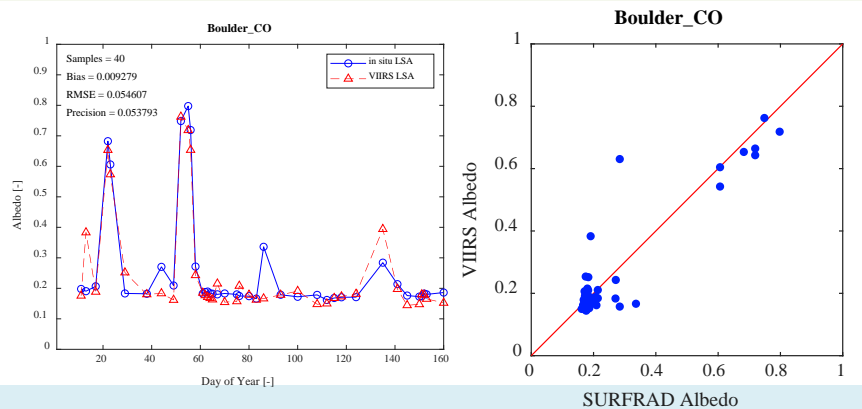 Boulder_CO
Samples = 40
Bias = 0.009279
RMSE = 0.054607
Precision = 0.053793
in situ LSA
VIIRS LSA
1
0.9
0.8
0.7
0.6
0.5
0.4
0.3
0.2
0.1
0
Albedo [-]
20 40 60 80 100 120 140 160
Day of Year [-]
Boulder_CO
1
0.8
0.6
0.4
0.2
0
VIIRS Albedo
0 0.2 0.4 0.6 0.8 1
SURFRAD Albedo